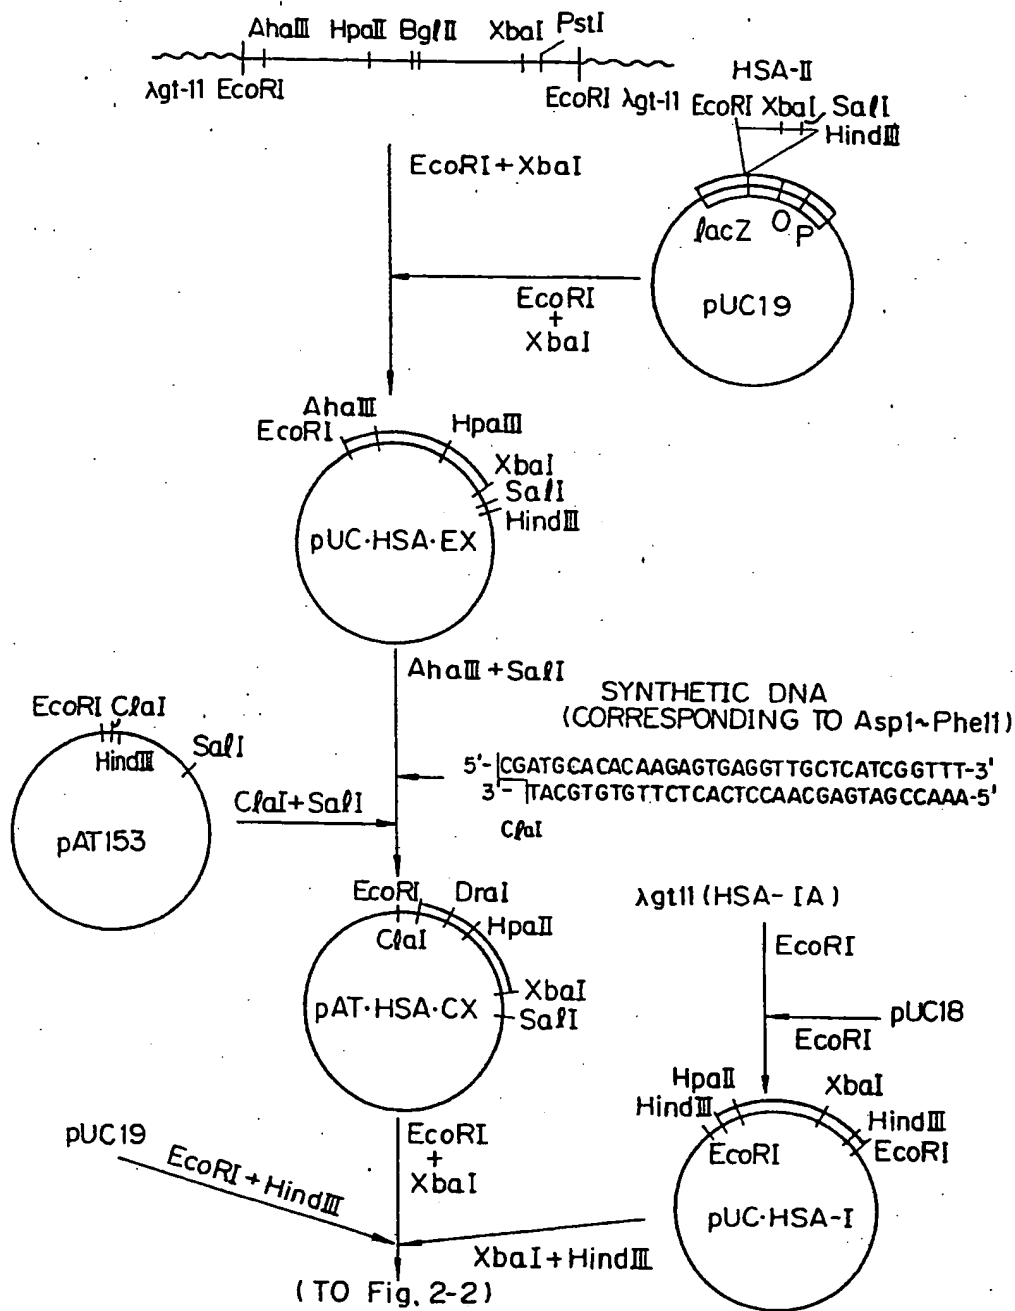 AhaⅢ HpaⅡ BglⅡ XbaI PstI
λgt-11 EcoRI
EcoRI λgt-11
HSA-Ⅱ
EcoRI XbaI SalI
HindⅢ
EcoRI+XbaI
lacZ O P
pUC19
EcoRI
+
XbaI
AhaⅢ
EcoRI
HpaⅢ
XbaI
SalI
HindⅢ
pUC·HSA·EX
AhaⅢ+SalI
SYNTHETIC DNA
(CORRESPONDING TO Asp1~Phe11)
5'-CGATGCACACAAGAGTGAGGTTGCTCATCGGTTT-3'
3'-TACGTGTGTTCTCACTCCAACGAGTAGCCAAA-5'
ClaI
EcoRI ClaI
HindⅢ
SalI
pAT153
ClaI+SalI
EcoRI DraI
HpaⅡ
ClaI
XbaI
SalI
pAT·HSA·CX
λgt11 (HSA-IA)
EcoRI
pUC18
EcoRI
HpaⅡ
HindⅢ
XbaI
HindⅢ
EcoRI
EcoRI
pUC·HSA-I
pUC19
EcoRI+HindⅢ
EcoRI
+
XbaI
XbaI+HindⅢ
(TO Fig. 2-2)